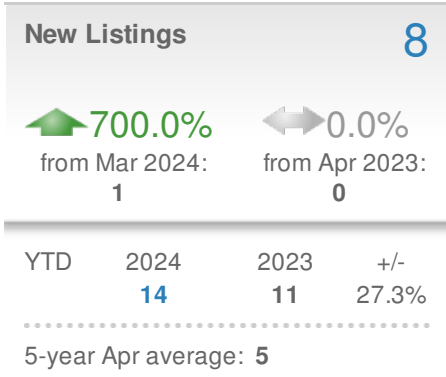 New Listings 8
700.0% 0.0%
from Mar 2024: from Apr 2023:
1 0
YTD 2024 2023 +/-
14 11 27.3%
5-year Apr average: 5